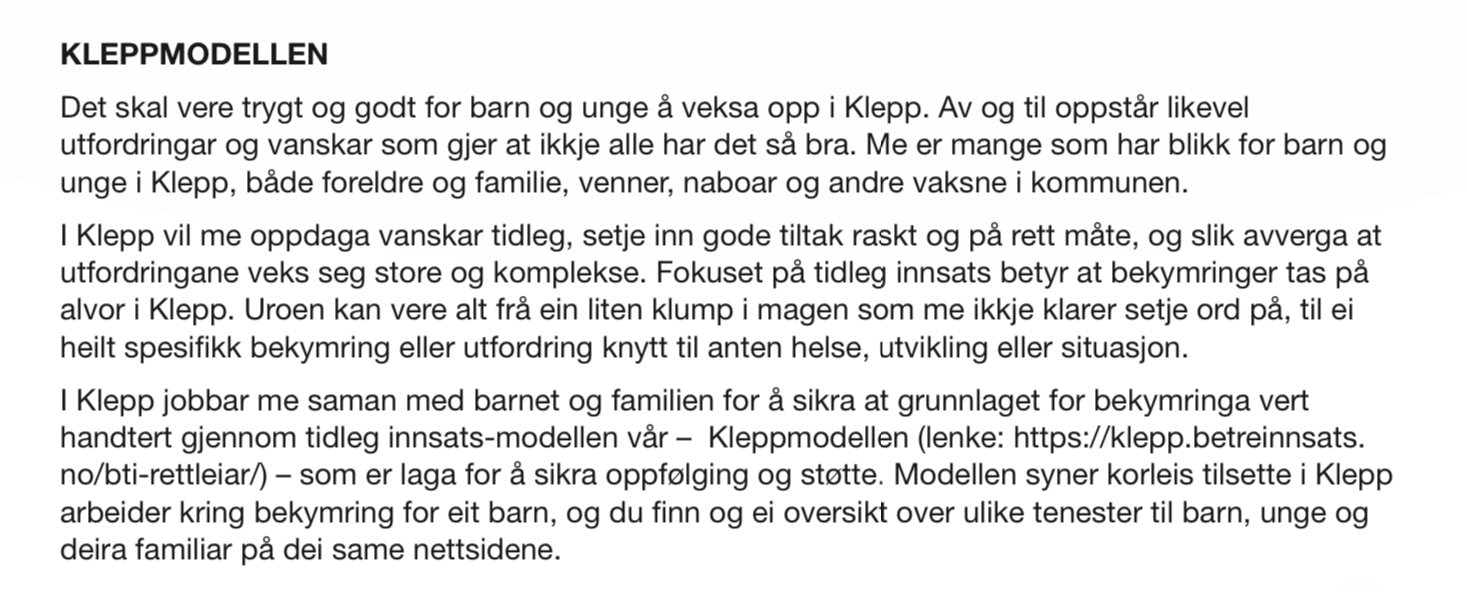 KLEPPMODELLEN
Det skal vere trygt og godt for barn og unge å veksa opp i Klepp. Av og til oppstår likevel
utfordringar og vanskar som gjer at ikkje alle har det så bra. Me er mange som har blikk for barn og
unge i Klepp, både foreldre og familie, venner, naboar og andre vaksne i kommunen.
I Klepp vil me oppdaga vanskar tidleg, setje inn gode tiltak raskt og på rett måte, og slik avverga at
utfordringane veks seg store og komplekse. Fokuset på tidleg innsats betyr at bekymringer tas på
alvor i Klepp. Uroen kan vere alt frå ein liten klump i magen som me ikkje klarer setje ord på, til ei
heilt spesifikk bekymring eller utfordring knytt til anten helse, utvikling eller situasjon.
I Klepp jobbar me saman med barnet og familien for å sikra at grunnlaget for bekymringa vert
handtert gjennom tidleg innsats-modellen vår –  Kleppmodellen (lenke: https://klepp.betreinnsats.
no/bti-rettleiar/) – som er laga for å sikra oppfølging og støtte. Modellen syner korleis tilsette i Klepp
arbeider kring bekymring for eit barn, og du finn og ei oversikt over ulike tenester til barn, unge og
deira familiar på dei same nettsidene.